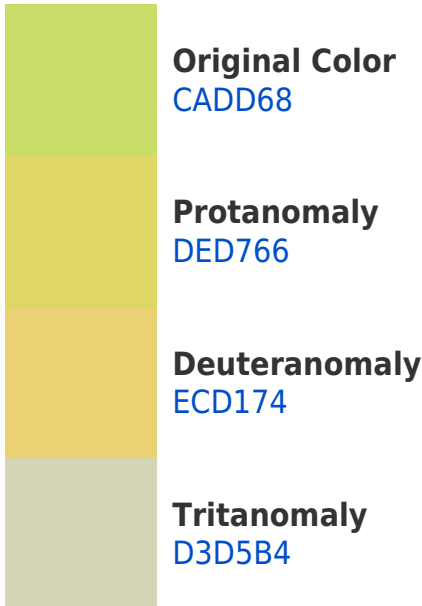 Original Color
CADD68
Protanomaly
DED766
Deuteranomaly
ECD174
Tritanomaly
D3D5B4